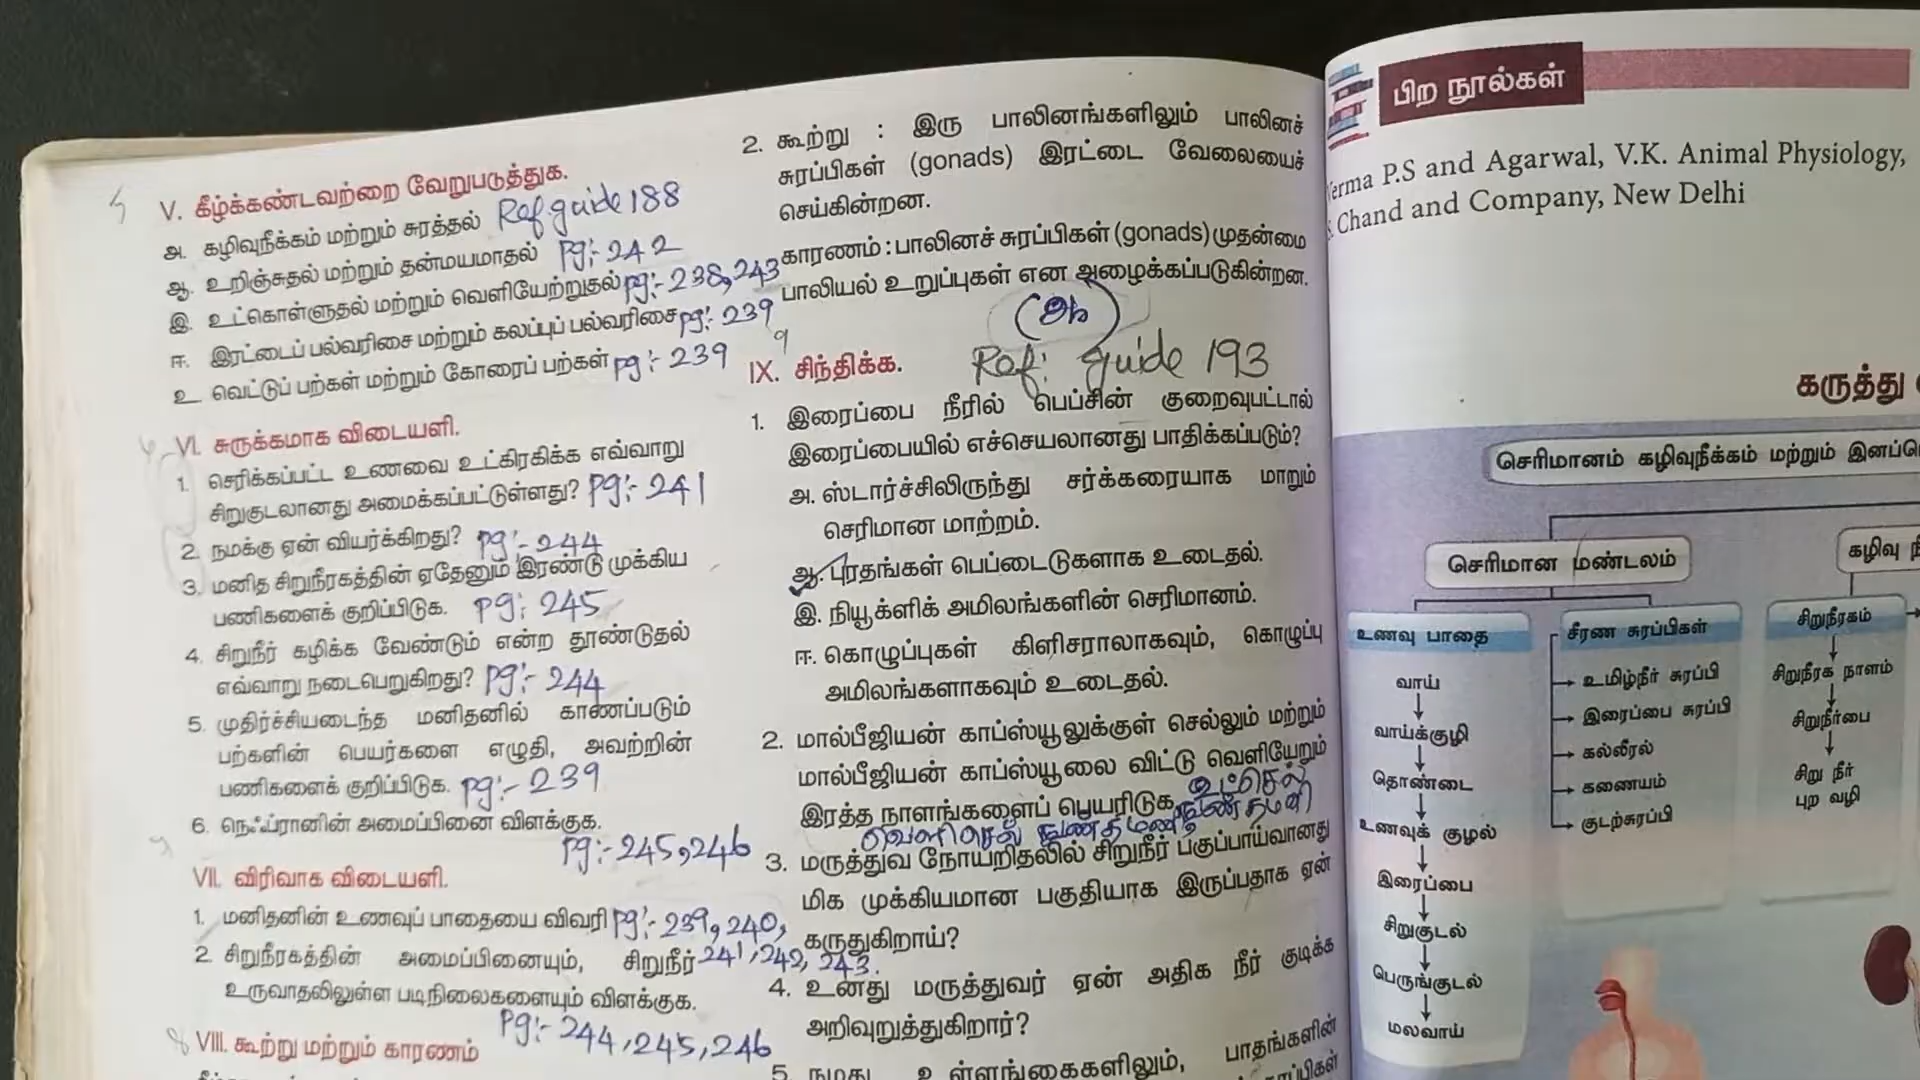 V. கீழ்க்கண்டவற்றை வேறுபடுத்துக.
அ. கழிவுநீக்கம் மற்றும் சுரத்தல் Ref.guide 188
ஆ. உறிஞ்சுதல் மற்றும் தன்மயமாதல் pg:- 242
இ. உட்கொள்ளுதல் மற்றும் வெளியேற்றுதல் pg:- 238,243
ஈ. இரட்டைப் பல்வரிசை மற்றும் கலப்புப் பல்வரிசை pg:- 239
உ வெட்டுப் பற்கள் மற்றும் கோரைப் பற்கள் pg:- 239
VI. சுருக்கமாக விடையளி.
1. செரிக்கப்பட்ட உணவை உட்கிரகிக்க எவ்வாறு
சிறுகுடலானது அமைக்கப்பட்டுள்ளது? pg:- 241
2. நமக்கு ஏன் வியர்க்கிறது? pg:- 244
3. மனித சிறுநீரகத்தின் ஏதேனும் இரண்டு முக்கிய
பணிகளைக் குறிப்பிடுக. pg: 245
4. சிறுநீர் கழிக்க வேண்டும் என்ற தூண்டுதல்
எவ்வாறு நடைபெறுகிறது? pg:- 244
5. முதிர்ச்சியடைந்த மனிதனில் காணப்படும்
பற்களின் பெயர்களை எழுதி, அவற்றின்
பணிகளைக் குறிப்பிடுக. pg:- 239
6. நெஃப்ரானின் அமைப்பினை விளக்குக.
pg:- 245,246
VII. விரிவாக விடையளி.
1. மனிதனின் உணவுப் பாதையை விவரி pg:- 239,240,
2. சிறுநீரகத்தின் அமைப்பினையும், சிறுநீர் 241,242,243.
உருவாதலிலுள்ள படிநிலைகளையும் விளக்குக.
pg:- 244,245,246
VIII. கூற்று மற்றும் காரணம்
2. கூற்று : இரு பாலினங்களிலும் பாலினச்
சுரப்பிகள் (gonads) இரட்டை வேலையைச்
செய்கின்றன.
காரணம் : பாலினச் சுரப்பிகள் (gonads) முதன்மை
பாலியல் உறுப்புகள் என அழைக்கப்படுகின்றன.
IX. சிந்திக்க. Ref: guide 193
1. இரைப்பை நீரில் பெப்சின் குறைவுபட்டால்
இரைப்பையில் எச்செயலானது பாதிக்கப்படும்?
அ. ஸ்டார்ச்சிலிருந்து சர்க்கரையாக மாறும்
செரிமான மாற்றம்.
ஆ. புரதங்கள் பெப்டைடுகளாக உடைதல்.
இ. நியூக்ளிக் அமிலங்களின் செரிமானம்.
ஈ. கொழுப்புகள் கிளிசராலாகவும், கொழுப்பு
அமிலங்களாகவும் உடைதல்.
2. மால்பீஜியன் காப்ஸ்யூலுக்குள் செல்லும் மற்றும்
மால்பீஜியன் காப்ஸ்யூலை விட்டு வெளியேறும்
இரத்த நாளங்களைப் பெயரிடுக உட்செல்
3. மருத்துவ நோயறிதலில் சிறுநீர் பகுப்பாய்வானது
மிக முக்கியமான பகுதியாக இருப்பதாக ஏன்
கருதுகிறாய்?
4. உனது மருத்துவர் ஏன் அதிக நீர் குடிக்க
அறிவுறுத்துகிறார்?
5. நமது உள்ளங்கைகளிலும், பாதங்களின்
பிற நூல்கள்
Verma P.S and Agarwal, V.K. Animal Physiology,
S. Chand and Company, New Delhi
கருத்து
செரிமானம் கழிவுநீக்கம் மற்றும்
செரிமான மண்டலம்
கழிவு
உணவு பாதை
வாய்
வாய்க்குழி
தொண்டை
உணவுக் குழல்
இரைப்பை
சிறுகுடல்
பெருங்குடல்
மலவாய்
சீரண சுரப்பிகள்
உமிழ்நீர் சுரப்பி
இரைப்பை சுரப்பி
கல்லீரல்
கணையம்
குடற்சுரப்பி
சிறுநீரகம்
சிறுநீரக நாளம்
சிறுநீர்பை
சிறு நீர்
புற வழி